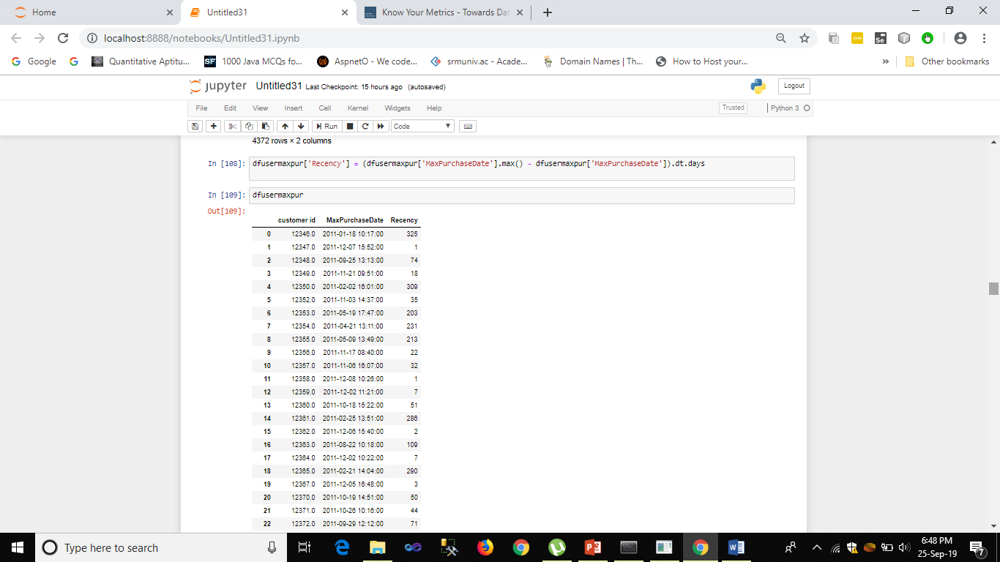 Home
Untitled31
Know Your Metrics - Towards Dat
localhost:8888/notebooks/Untitled31.ipynb
Google
Quantitative Aptitu...
1000 Java MCQs fo...
AspnetO - We code...
srmuniv.ac - Acade...
Domain Names | Th...
How to Host your...
»
Other bookmarks
jupyter Untitled31 Last Checkpoint: 15 hours ago (autosaved)
Logout
File Edit View Insert Cell Kernel Widgets Help
Trusted
Python 3
Run
Code
4372 rows × 2 columns
In [108]: dfusermaxpur['Recency'] = (dfusermaxpur['MaxPurchaseDate'].max() - dfusermaxpur['MaxPurchaseDate']).dt.days
In [109]: dfusermaxpur
Out[109]:
customer id MaxPurchaseDate Recency
0 12346.0 2011-01-18 10:17:00 325
1 12347.0 2011-12-07 15:52:00 1
2 12348.0 2011-09-25 13:13:00 74
3 12349.0 2011-11-21 09:51:00 18
4 12350.0 2011-02-02 16:01:00 309
5 12352.0 2011-11-03 14:37:00 35
6 12353.0 2011-05-19 17:47:00 203
7 12354.0 2011-04-21 13:11:00 231
8 12355.0 2011-05-09 13:49:00 213
9 12356.0 2011-11-17 08:40:00 22
10 12357.0 2011-11-06 16:07:00 32
11 12358.0 2011-12-08 10:26:00 1
12 12359.0 2011-12-02 11:21:00 7
13 12360.0 2011-10-18 15:22:00 51
14 12361.0 2011-02-25 13:51:00 286
15 12362.0 2011-12-06 15:40:00 2
16 12363.0 2011-08-22 10:18:00 109
17 12364.0 2011-12-02 10:22:00 7
18 12365.0 2011-02-21 14:04:00 290
19 12367.0 2011-12-05 16:48:00 3
20 12370.0 2011-10-19 14:51:00 50
21 12371.0 2011-10-26 10:16:00 44
22 12372.0 2011-09-29 12:12:00 71
Type here to search
6:48 PM
25-Sep-19
7